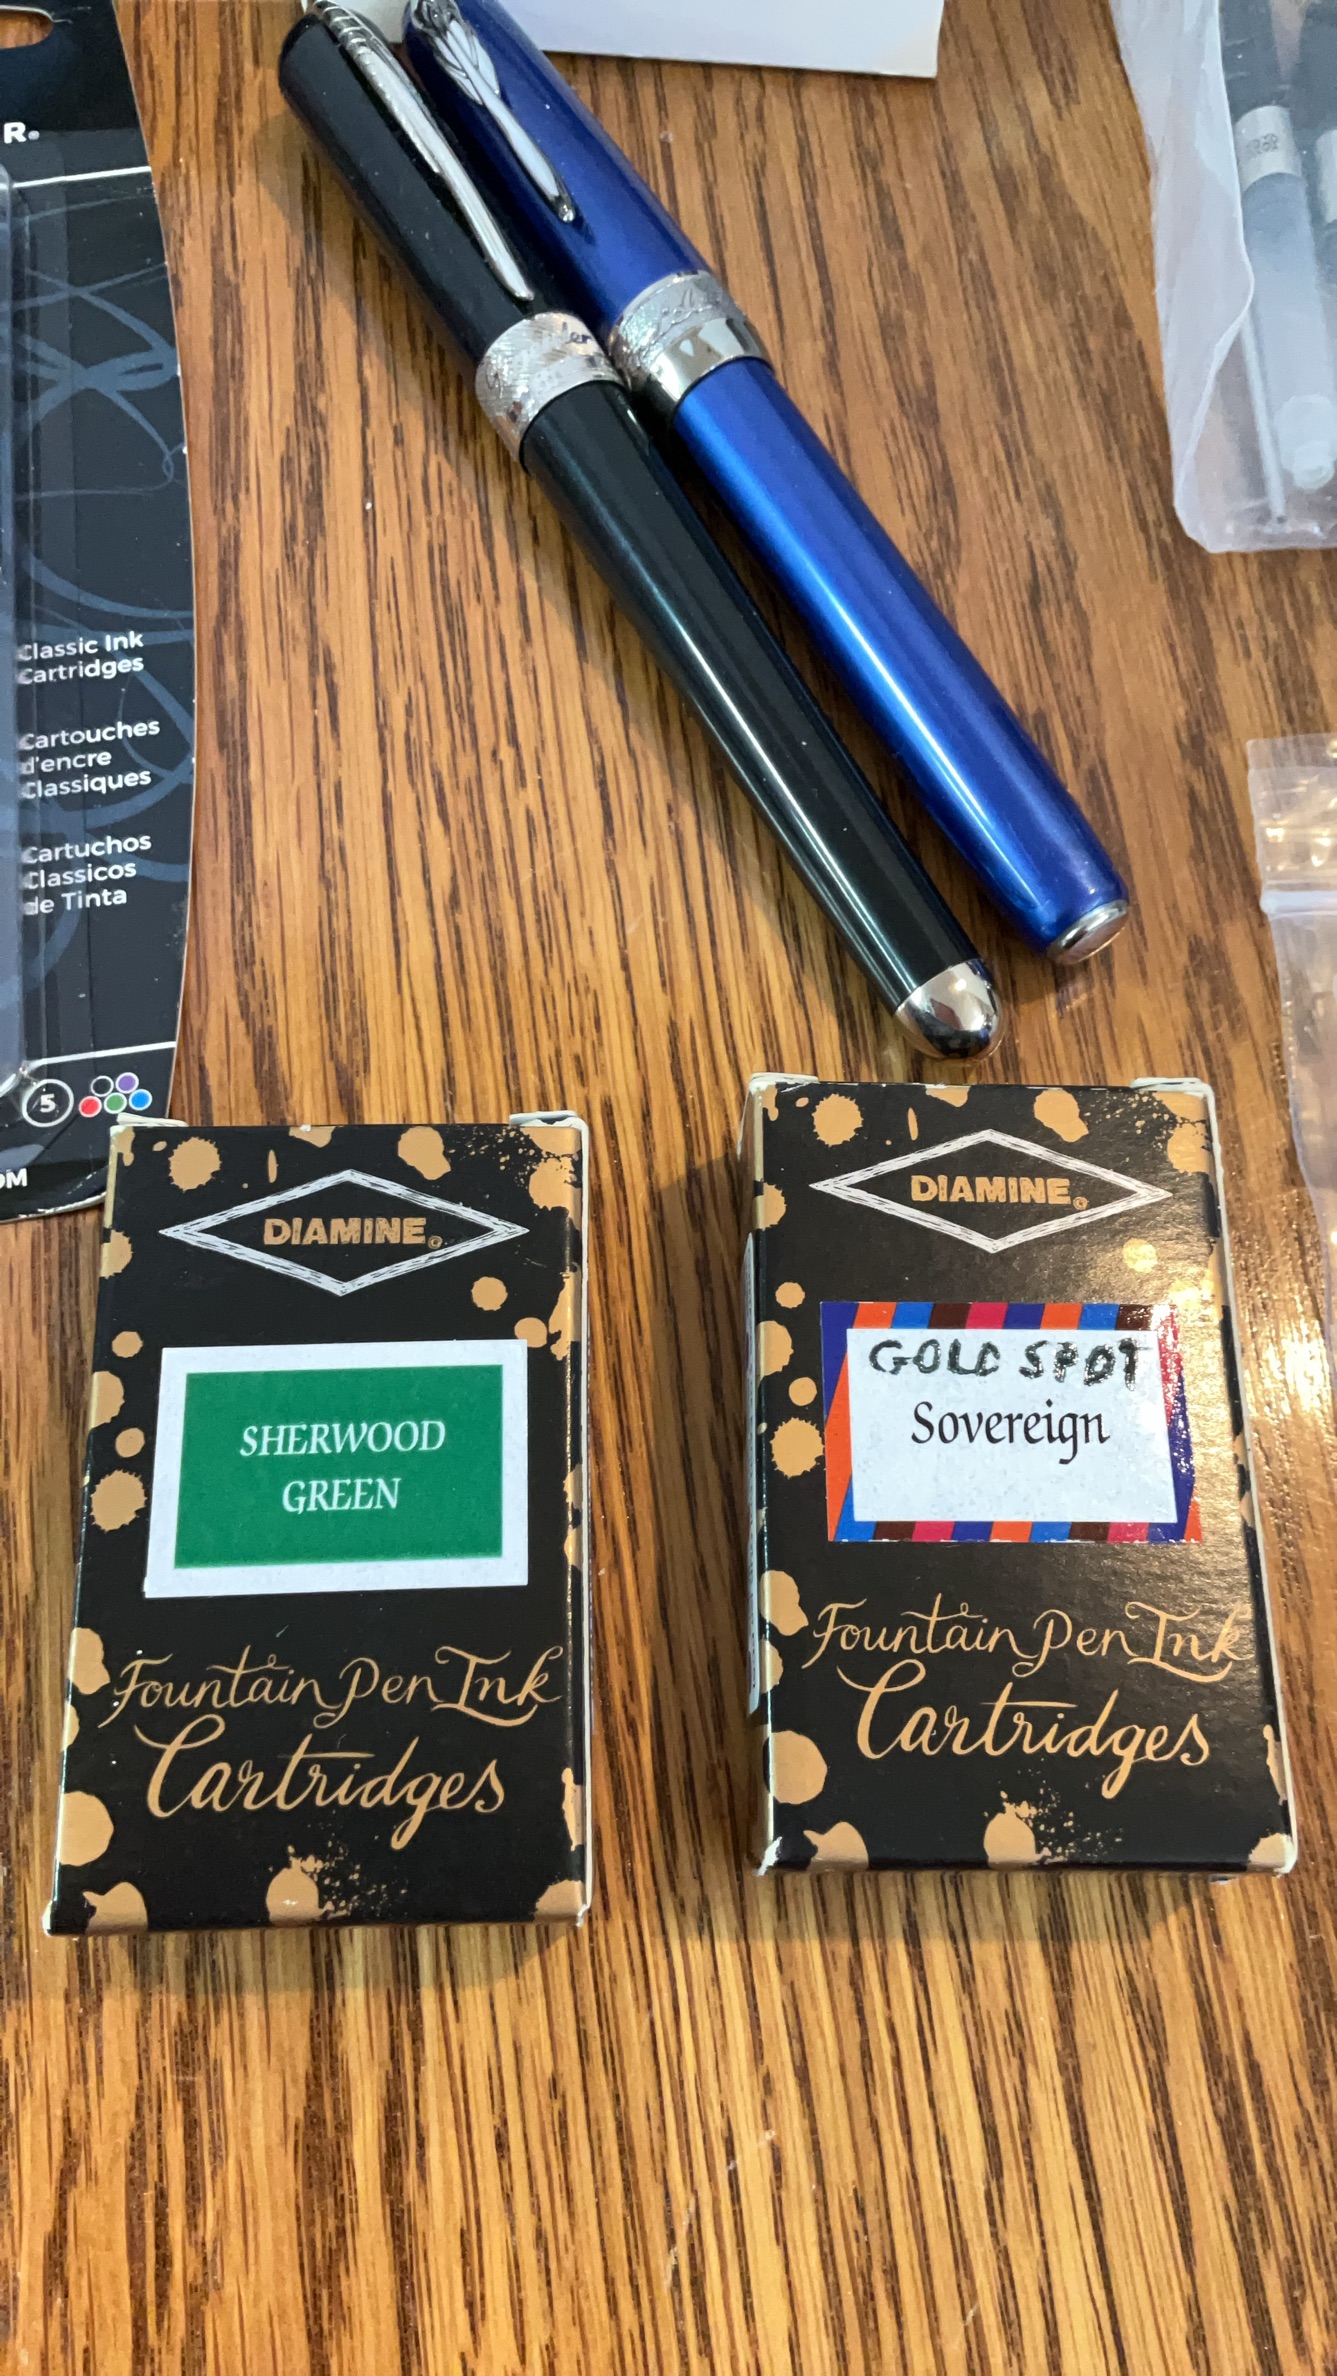 R®
Classic Ink
Cartridges
Cartouches
d'encre
Classiques
Cartuchos
Classicos
de Tinta
5
OM
DIAMINE
SHERWOOD
GREEN
Fountain Pen Ink
Cartridges
DIAMINE
GOLD SPOT
Sovereign
Fountain Pen Ink
Cartridges